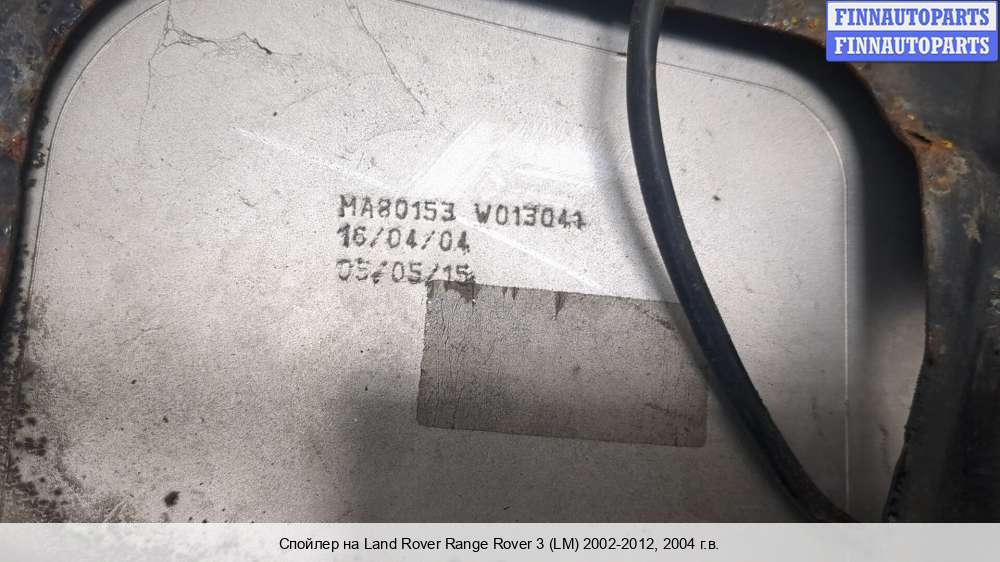 FINNAUTOPARTS
FINNAUTOPARTS
MA80153 W013041
16/04/04
05/05/15
Спойлер на Land Rover Range Rover 3 (LM) 2002-2012, 2004 г.в.